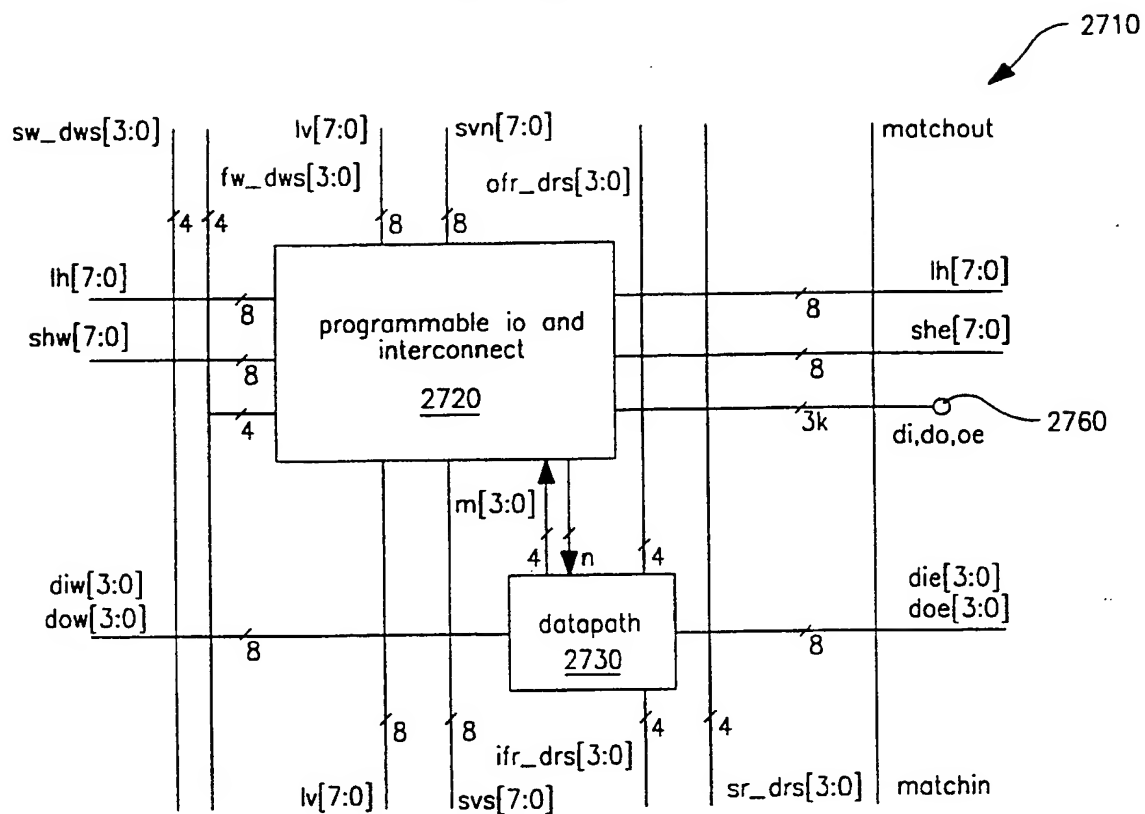 2710
sw_dws[3:0]
lv[7:0]
svn[7:0]
matchout
fw_dws[3:0]
ofr_drs[3:0]
4
4
8
8
lh[7:0]
8
programmable io and
interconnect
2720
lh[7:0]
8
shw[7:0]
8
she[7:0]
8
4
3k
di,do,oe
2760
m[3:0]
4
n
4
diw[3:0]
dow[3:0]
8
datapath
2730
die[3:0]
doe[3:0]
8
8
8
4
4
ifr_drs[3:0]
lv[7:0]
svs[7:0]
sr_drs[3:0]
matchin